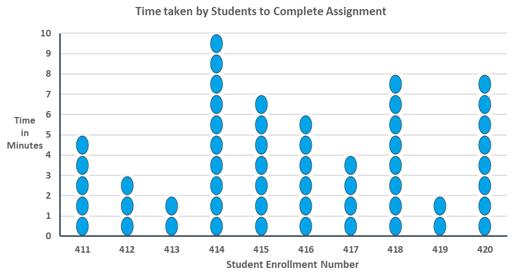 Time taken by Students to Complete Assignment
10
9
8
7
6
5
4
3
2
1
0
Time
in
Minutes
411 412 413 414 415 416 417 418 419 420
Student Enrollment Number